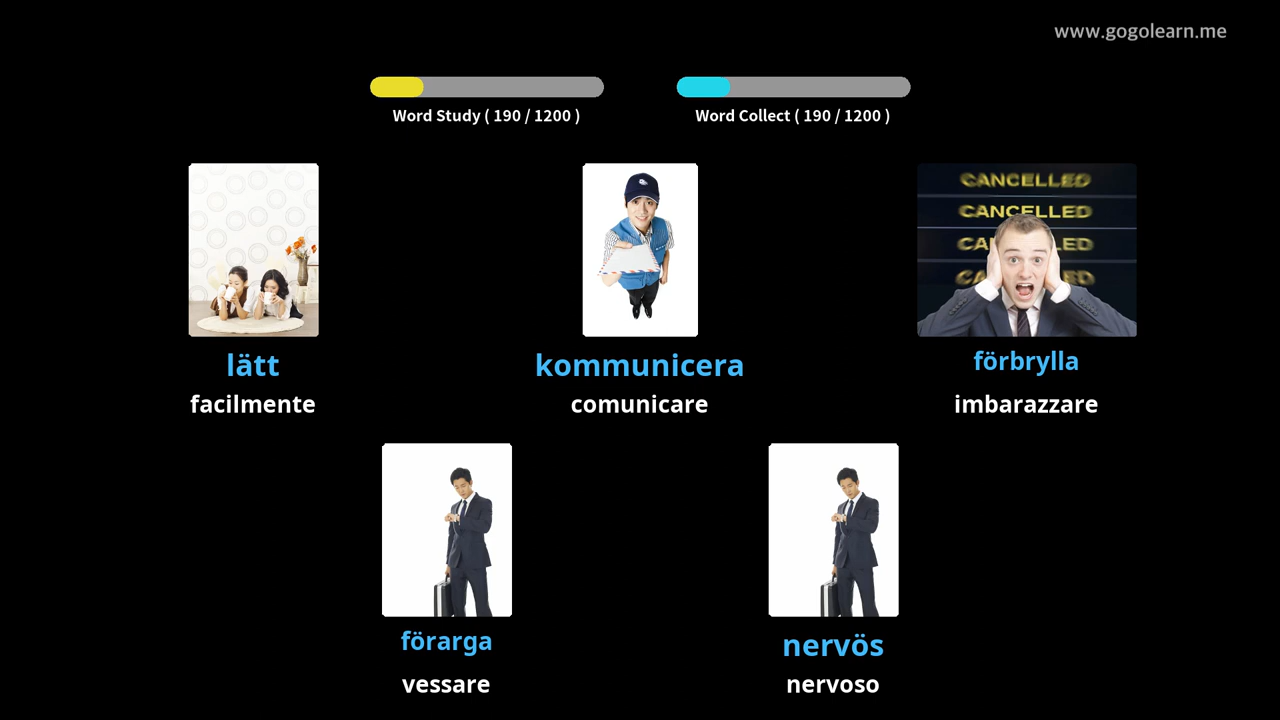 www.gogolearn.me
Word Study ( 190 / 1200 )
Word Collect ( 190 / 1200 )
CANCELLED
CANCELLED
lätt
kommunicera
förbrylla
facilmente
comunicare
imbarazzare
förarga
nervös
vessare
nervoso